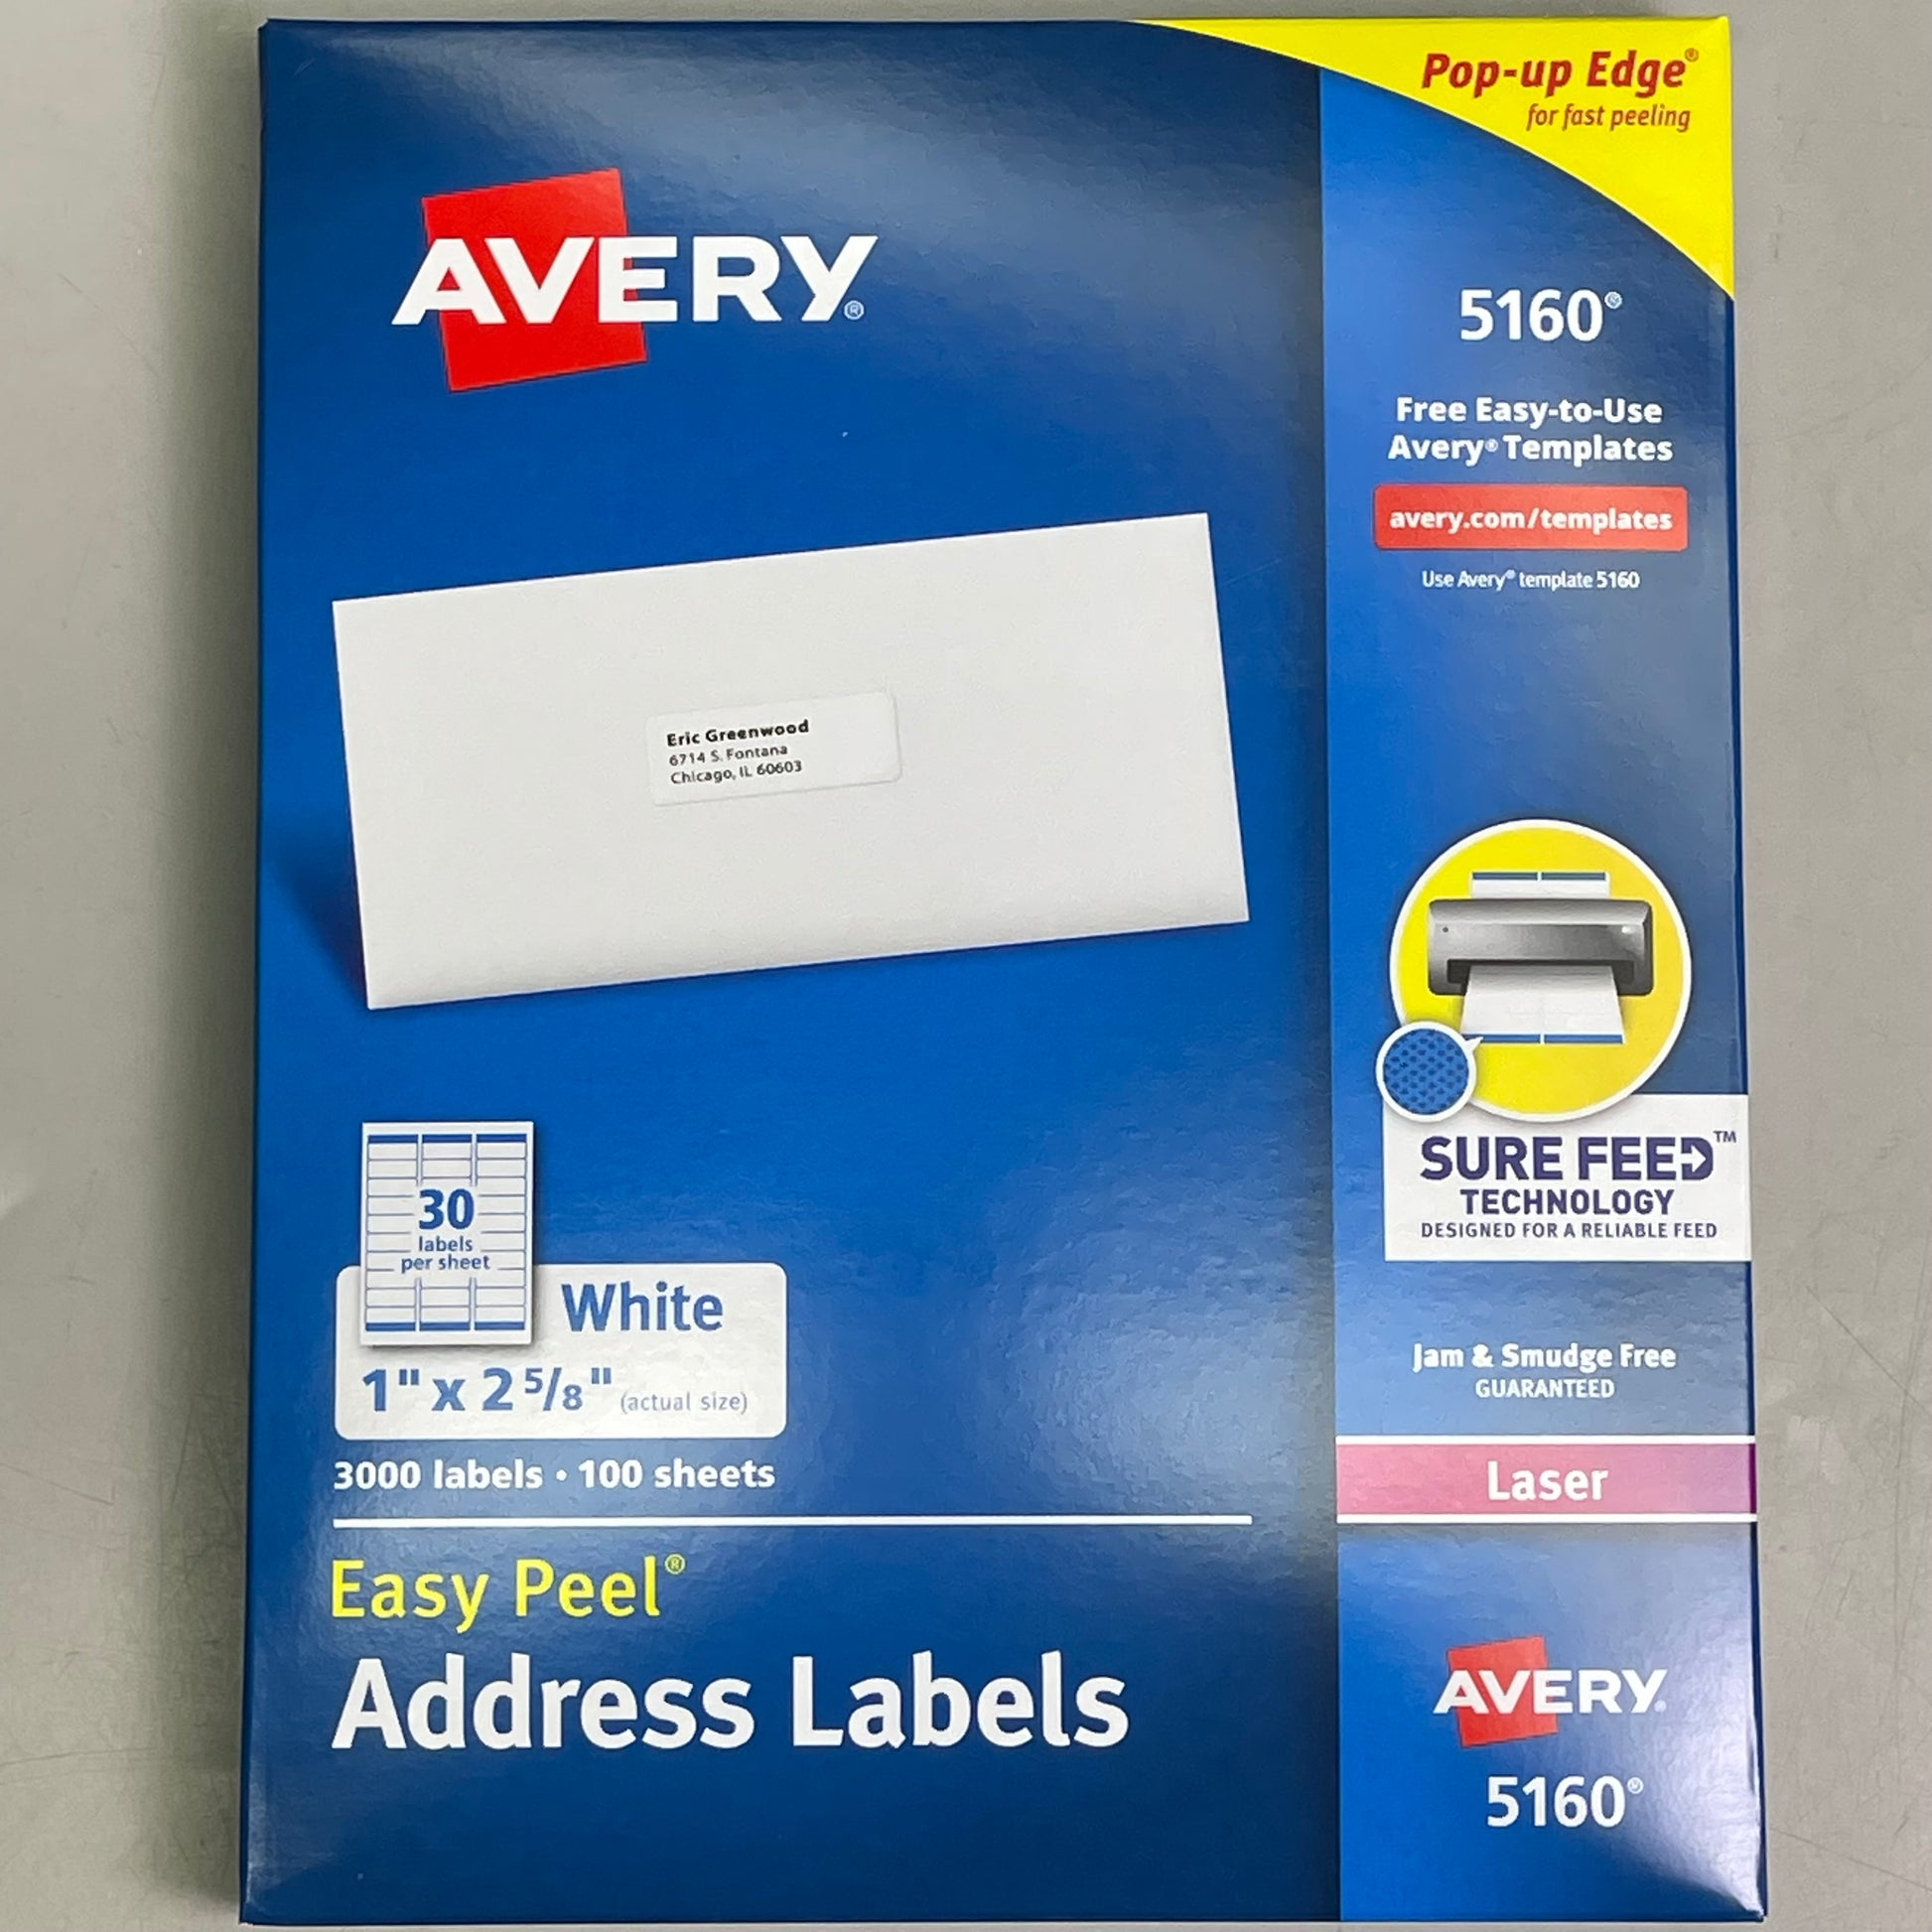 Pop-up Edge®
for fast peeling
AVERY®
5160®
Free Easy-to-Use
Avery® Templates
avery.com/templates
Use Avery® template 5160
Eric Greenwood
6714 S. Fontana
Chicago, IL 60603
30
labels
per sheet
White
1" x 2 5/8" (actual size)
3000 labels • 100 sheets
Easy Peel®
Address Labels
SURE FEED™
TECHNOLOGY
DESIGNED FOR A RELIABLE FEED
Jam & Smudge Free
GUARANTEED
Laser
AVERY®
5160®